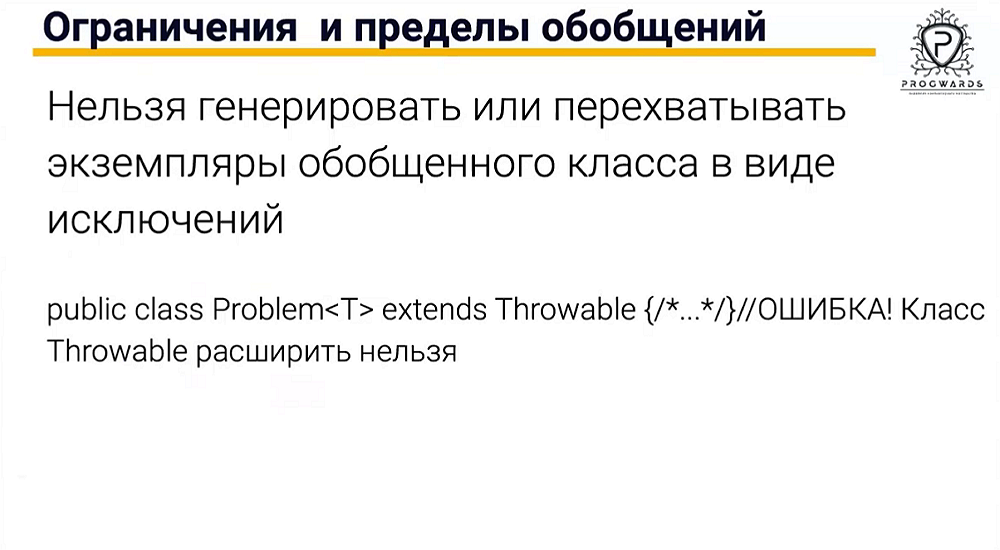 Ограничения и пределы обобщений
PROGWARDS
Нельзя генерировать или перехватывать
экземпляры обобщенного класса в виде
исключений
public class Problem<T> extends Throwable {/*...*/}//ОШИБКА! Класс
Throwable расширить нельзя